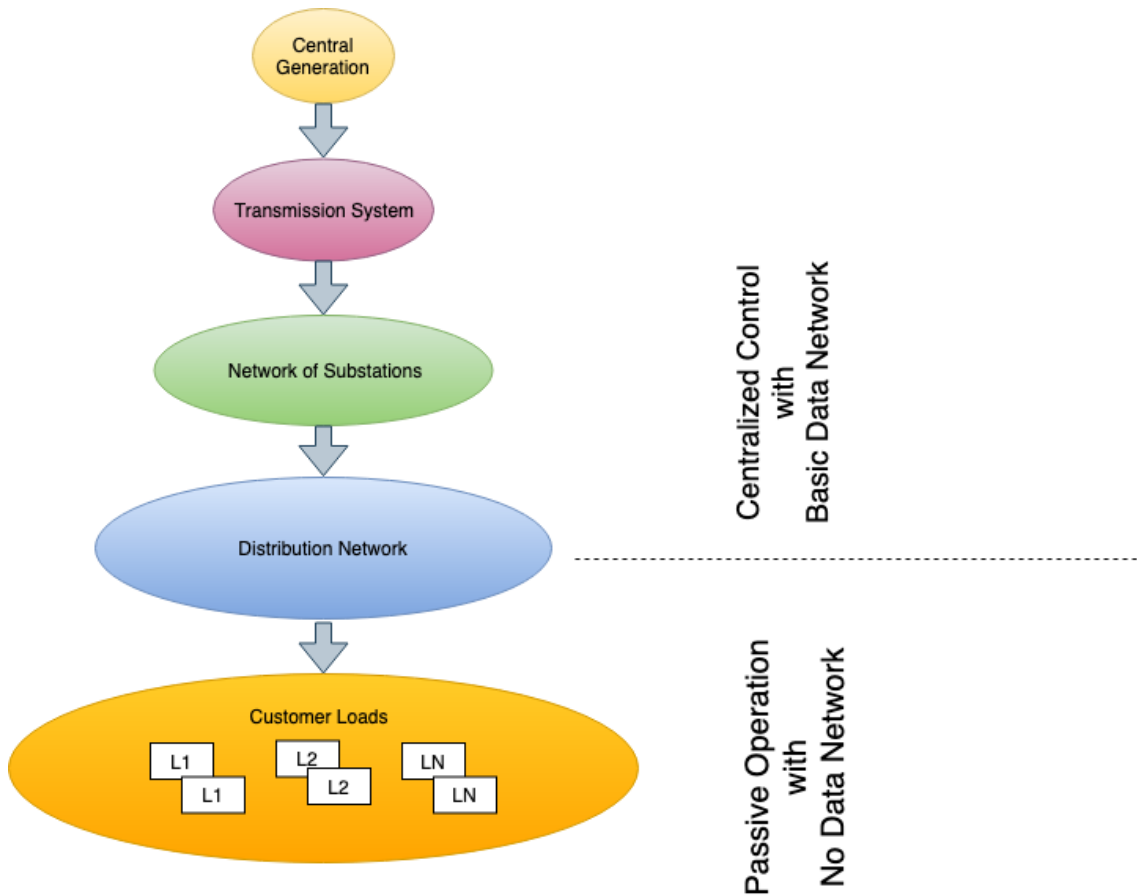 Central
Generation
Transmission System
Network of Substations
Distribution Network
Customer Loads
L1
L1
L2
L2
LN
LN
Centralized Control
with
Basic Data Network
Passive Operation
with
No Data Network